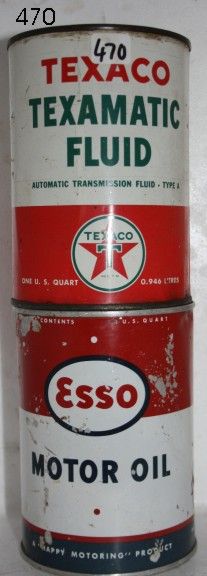 470
470
TEXACO
TEXAMATIC
FLUID
AUTOMATIC TRANSMISSION FLUID - TYPE A
TEXACO
T
ONE U. S. QUART
0.946 LITRES
CONTENTS
U. S. QUART
Esso
MOTOR OIL
A "HAPPY MOTORING" PRODUCT